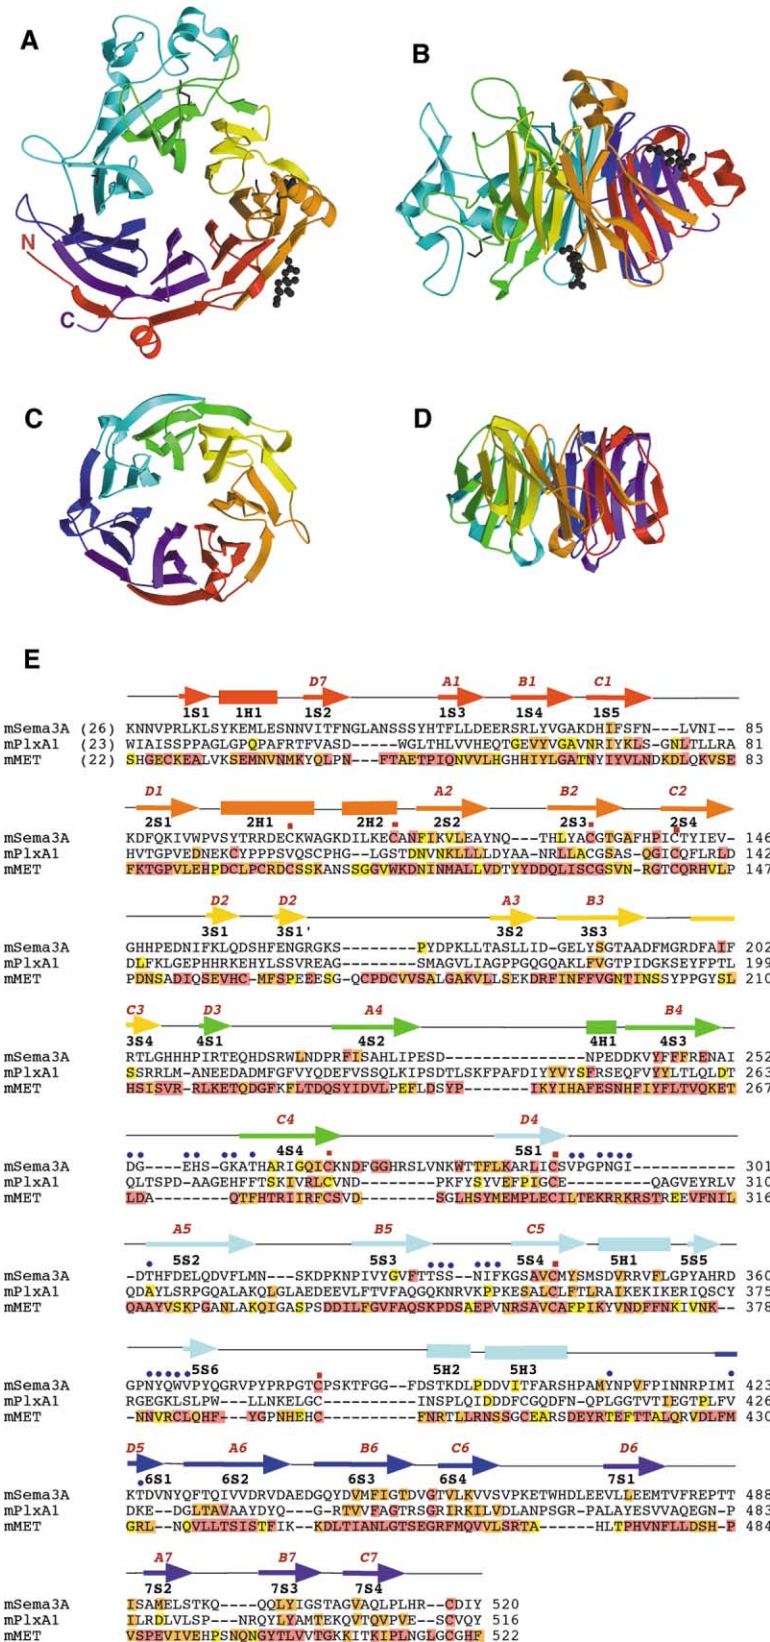 A
B
N
C
C
D
E
D7 A1 B1 C1
1S1 1H1 1S2 1S3 1S4 1S5
mSema3A (26) KNNVPRLKLSYKEMLESNNVITFNGLANSSSYHTFLLDEERSRLYVGAKDHIFSFN--LVNI- 85
mPlxA1 (23) WIAISSPPAGLGPQPAFRTFVASD----WGLTHLVVHEQTGEVYVGAVNRIYKLS-GNLTLLRA 81
mMET (22) SHGECKEALVKSEMNVNMKYQLPN---FTAETPIQNVVLHGHHIYLGATNYIYVLNDKDLQKVSE 83
D1 A2 B2 C2
2S1 2H1 2H2 2S2 2S3 2S4
mSema3A KDFQKIVWPVSYTRRDECKWAGKDILKECANFIKVLEAYNQ----THLYACGTGAFHPICTYIEV- 146
mPlxA1 HVTGPVEDNEKCYPPPSVQSCPHG--LGSTDNVNKLLLLDYAA--NRLLACGSAS-QGICQFLRLD 142
mMET FKTGPVLEHPDCLPCRDCSSKANSSGGVWKDNINMALLVDTYYDDQLISCGSVN-RGTCQRHVLP 147
D2 D2 A3 B3
3S1 3S1' 3S2 3S3
mSema3A GHHPEDNIFKLQDSHFENGRGKS----------PYDPKLLTASLLID-GELYSGTAADFMGRDFAIF 202
mPlxA1 DLFKLGEPHHRKEHYLSSVREAG----------SMAGVLIAGPPGQGQAKLFVGTPIDGKSEYFPTL 199
mMET PDNSADIQSEVHC-MFSPEEESG-QCPDCVVSALGAKVLLSEKDRFINFFVGNTINSSYPPGYSL 210
C3 D3 A4 B4
3S4 4S1 4S2 4H1 4S3
mSema3A RTLGHHHPIRTEQHDSRWLNDPRFISAHLIPESD----------------NPEDDKVYFFFRENAI 252
mPlxA1 SSRRLM-ANEEDADMFGFVYQDEFVSSQLKIPSDTLSKFPAFDIYYVYSFRSEQFVYYLTLQLDT 263
mMET HSISVR-RLKETQDGFKFLTDQSYIDVLPEFLDSYP-------IKYIHAFESNHFIYFLTVQKET 267
C4 D4
4S4 5S1
mSema3A DG----EHS-GKATHARIGQICKNDFGGHRSLVNKWTTFLKARLICSVPGPNGI 301
mPlxA1 QLTSPDAAGEHFFTSKIVRLCVND--------PKFYSYVEFPIGCE-------QAGVEYRLV 310
mMET LDA---------QTFHTRIIRFCSVD------SGLHSYMEMPLECILTEKRRKRSTREEVFNIL 316
A5 B5 C5
5S2 5S3 5S4 5H1 5S5
mSema3A -DTHFDELQDVFLMN---SKDPKNPIVYGVFTTSS---NIFKGSAVCMYSMSDVRRVFLGPYAHRD 360
mPlxA1 QDAYLSRPGQALAKQLGLAEDEEVLFTVFAQGQKNRVKPPKESALCLFTLRAIKEKIKERIQSCY 375
mMET QAAYVSKPGANLAKQIGASPSDDILFGVFAQSKPDSAEPVNRSAVCAFPIKYVNDFFNKIVNK-- 378
5S6 5H2 5H3
mSema3A GPNYQWVPYQGRVPYPRPGTCPSKTFGG--FDSTKDLPDDVITFARSHPAMYNPVFPINNRPIMI 423
mPlxA1 RGEGKLSLPW---LLNKELGC--------INSPLQIDDDFCGQDFN-QPLGGTVTIEGTPLFV 426
mMET -NNVRCLQHF---YGPNHEHC--------FNRTLLRNSSGCEARSDEYRTEFTTALQRVDLFM 430
D5 A6 B6 C6 D6
6S1 6S2 6S3 6S4 7S1
mSema3A KTDVNYQFTQIVVDRVDAEDGQYDVMFIGTDVGTVLKVVSVPKETWHDLEEVLLEEMTVFREPTT 488
mPlxA1 DKE--DGLTAVAAYDYQ---G-RTVVFAGTRSGRIRKILVDLANPSGR-PALAYESVVAQEGN-P 483
mMET GRL--NQVLLTSISTFIK---KDLTIANLGTSEGRFMQVVLSRTA------HLTPHVNFLLDSH-P 484
A7 B7 C7
7S2 7S3 7S4
mSema3A ISAMELSTKQ----QQLYIGSTAGVAQLPLHR--CDIY 520
mPlxA1 ILRDLVLSP---NRQYLYAMTEKQVTQVPVE--SCVQY 516
mMET VSPEVIVEHPSNQNGYTLVVTGKKITKIPLNGLGCGHF 522